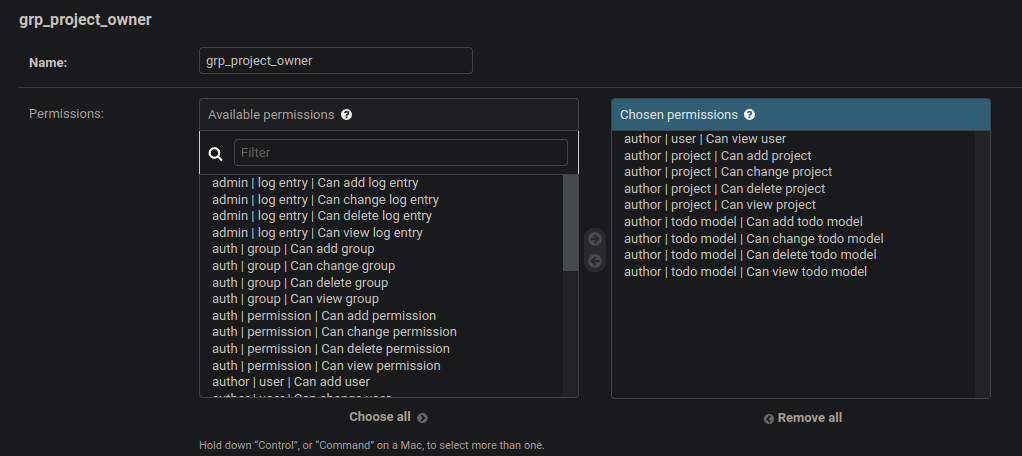 grp_project_owner
Name:
grp_project_owner
Permissions:
Available permissions
Filter
admin | log entry | Can add log entry
admin | log entry | Can change log entry
admin | log entry | Can delete log entry
admin | log entry | Can view log entry
auth | group | Can add group
auth | group | Can change group
auth | group | Can delete group
auth | group | Can view group
auth | permission | Can add permission
auth | permission | Can change permission
auth | permission | Can delete permission
auth | permission | Can view permission
author | user | Can add user
author | user | Can change user
Choose all
Chosen permissions
author | user | Can view user
author | project | Can add project
author | project | Can change project
author | project | Can delete project
author | project | Can view project
author | todo model | Can add todo model
author | todo model | Can change todo model
author | todo model | Can delete todo model
author | todo model | Can view todo model
Remove all
Hold down “Control”, or “Command” on a Mac, to select more than one.